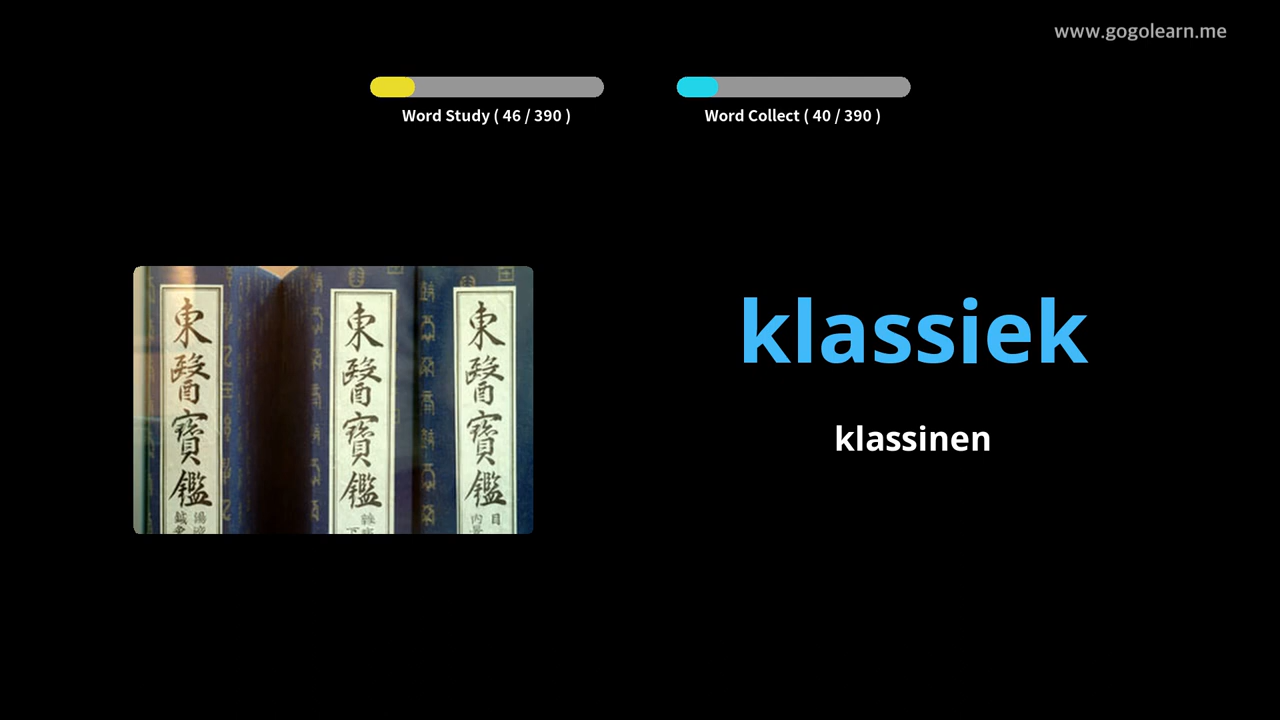 www.gogolearn.me
Word Study ( 46 / 390 )
Word Collect ( 40 / 390 )
東醫寶鑑
東醫寶鑑
東醫寶鑑
klassiek
klassinen